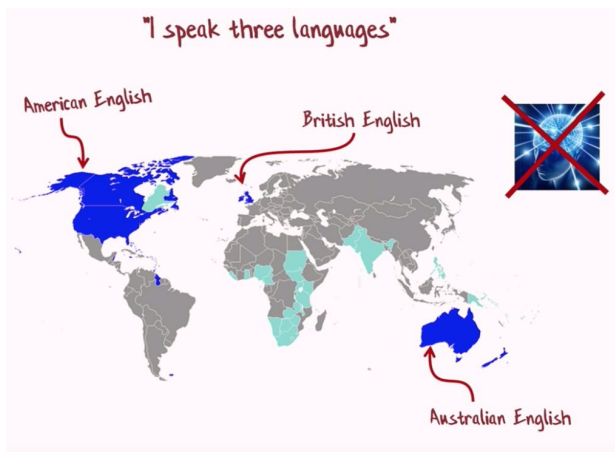 "I speak three languages"
American English
British English
Australian English